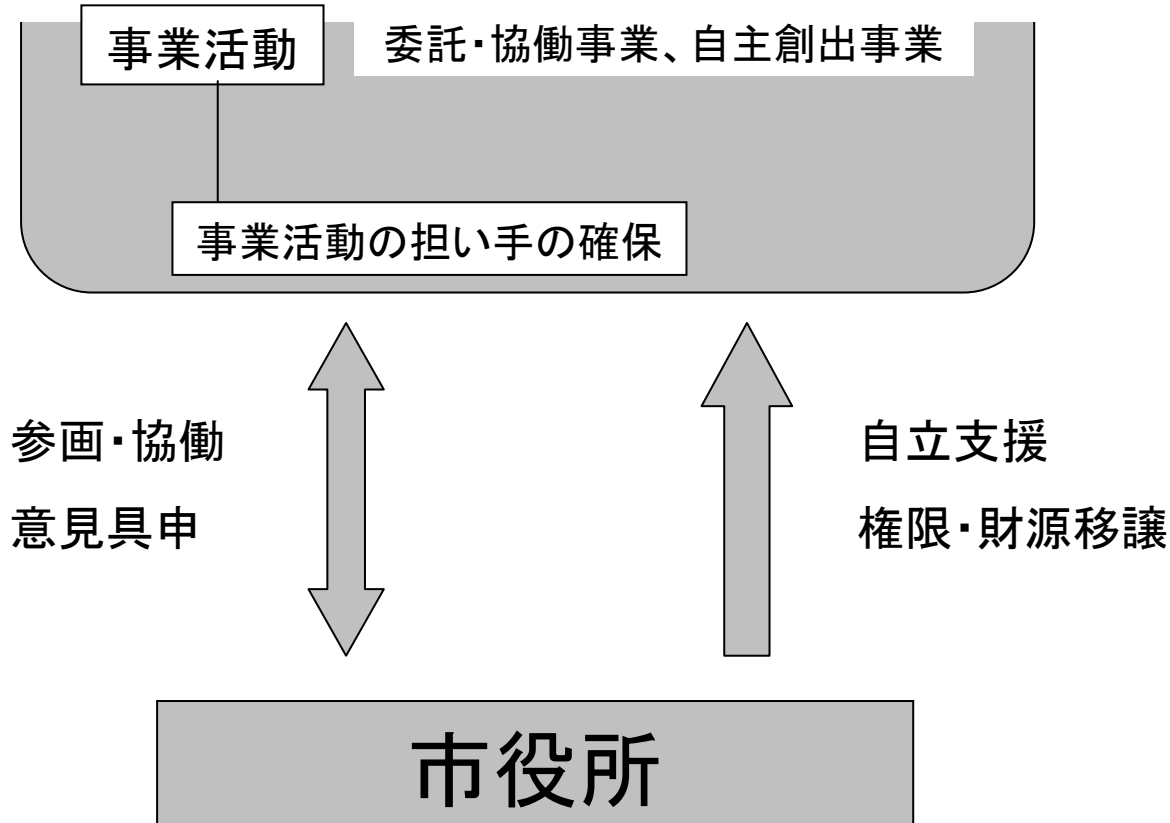 事業活動
委託・協働事業、自主創出事業
事業活動の担い手の確保
参画・協働
意見具申
自立支援
権限・財源移譲
市役所